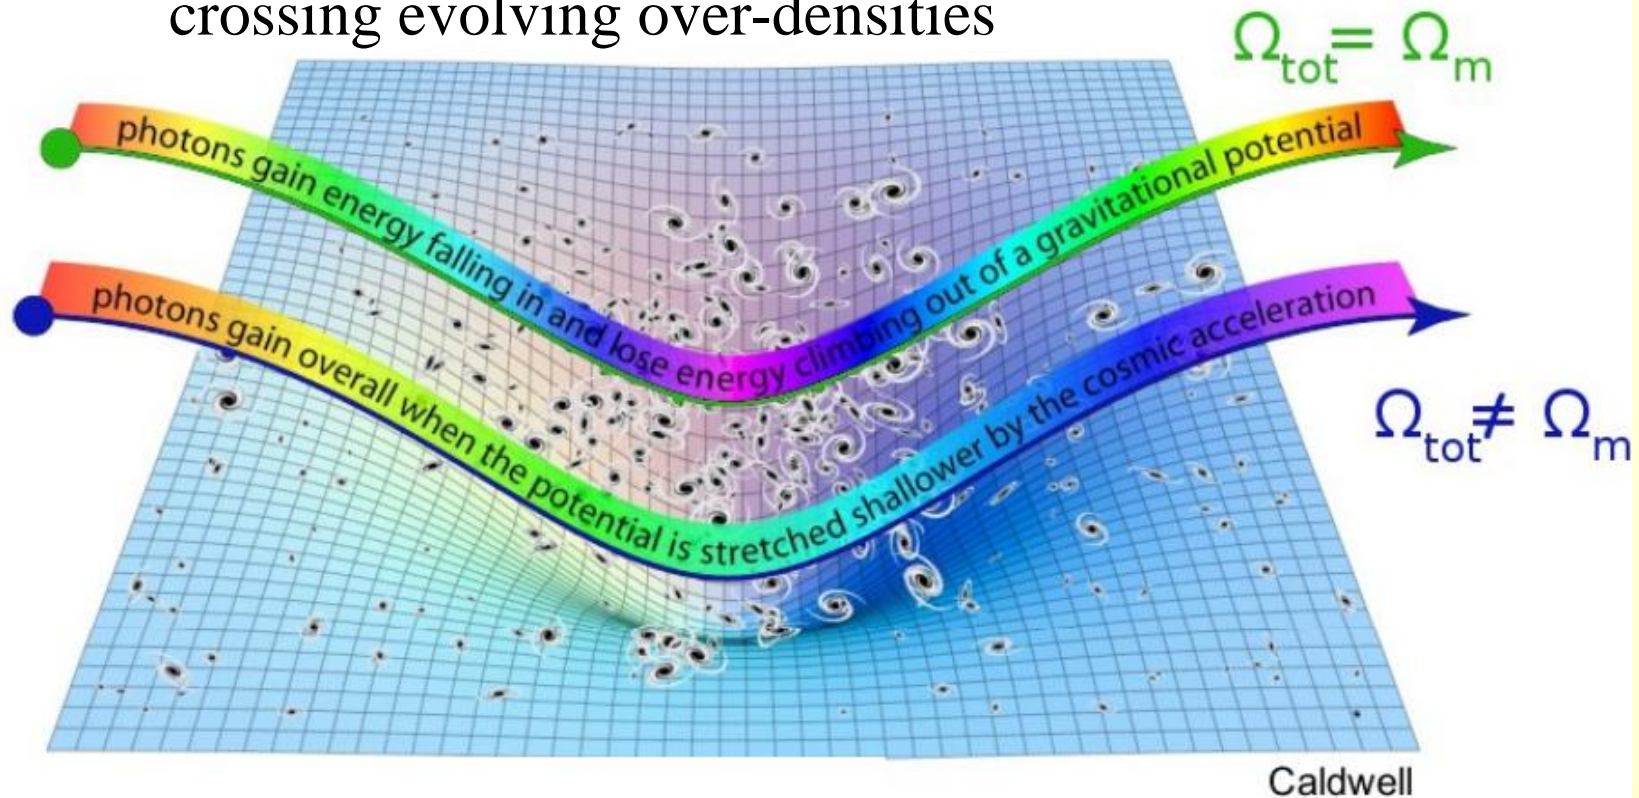 crossing evolving over-densities
Ωtot = Ωm
photons gain energy falling in and lose energy climbing out of a gravitational potential
photons gain overall when the potential is stretched shallower by the cosmic acceleration
Ωtot ≠ Ωm
Caldwell